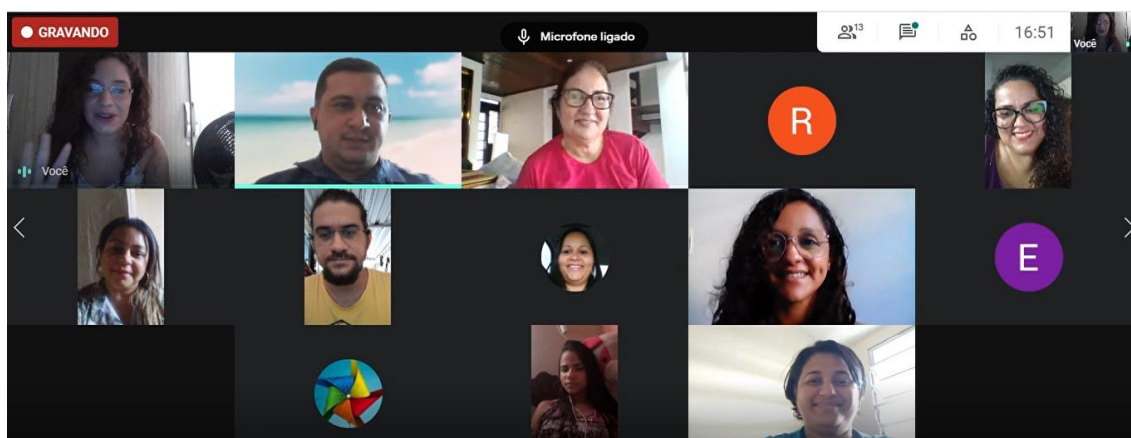 GRAVANDO
Microfone ligado
13
16:51
Você
Você
R
E